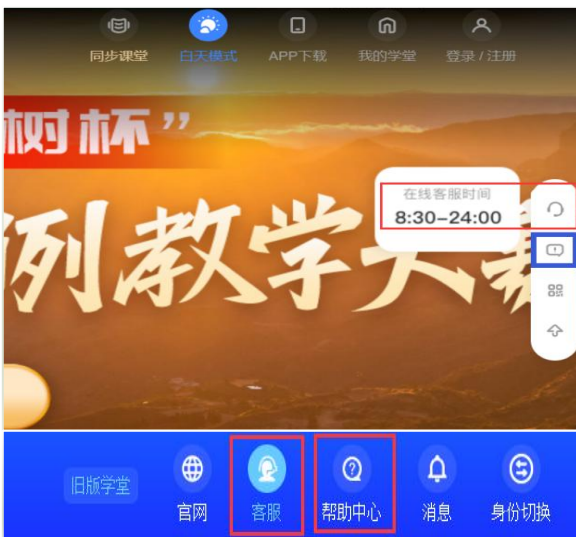 同步课堂 白天模式 APP下载 我的学堂 登录 / 注册
树杯”
在线客服时间
8:30–24:00
例教学大赛
旧版学堂 官网 客服 帮助中心 消息 身份切换